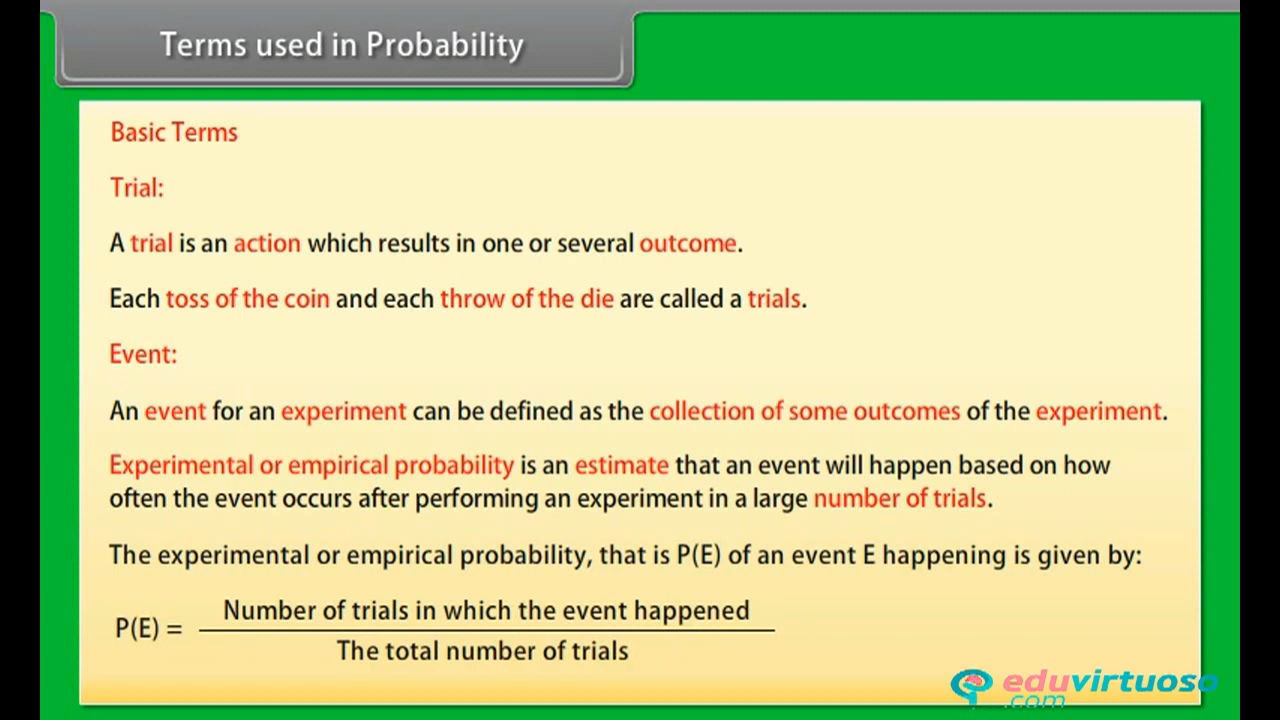 Terms used in Probability
Basic Terms
Trial:
A trial is an action which results in one or several outcome.
Each toss of the coin and each throw of the die are called a trials.
Event:
An event for an experiment can be defined as the collection of some outcomes of the experiment.
Experimental or empirical probability is an estimate that an event will happen based on how
often the event occurs after performing an experiment in a large number of trials.
The experimental or empirical probability, that is P(E) of an event E happening is given by:
P(E) = Number of trials in which the event happened
The total number of trials
eduvirtuoso
.com